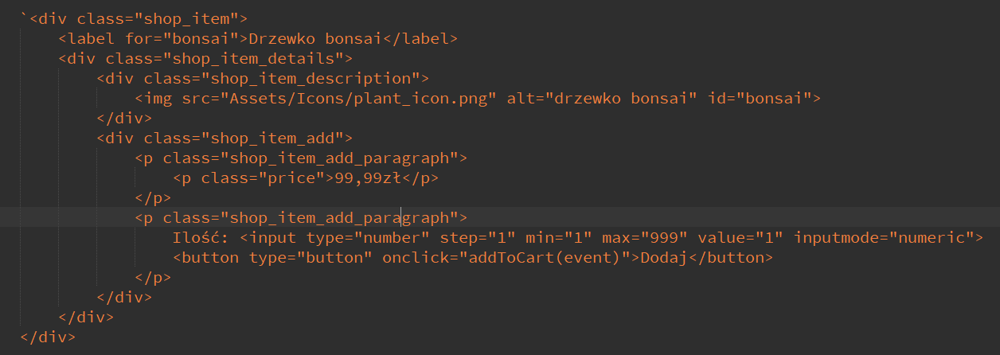 `<div class="shop_item">
<label for="bonsai">Drzewko bonsai</label>
<div class="shop_item_details">
<div class="shop_item_description">
<img src="Assets/Icons/plant_icon.png" alt="drzewko bonsai" id="bonsai">
</div>
<div class="shop_item_add">
<p class="shop_item_add_paragraph">
<p class="price">99,99zł</p>
</p>
<p class="shop_item_add_paragraph">
Ilość: <input type="number" step="1" min="1" max="999" value="1" inputmode="numeric">
<button type="button" onclick="addToCart(event)">Dodaj</button>
</p>
</div>
</div>
</div>